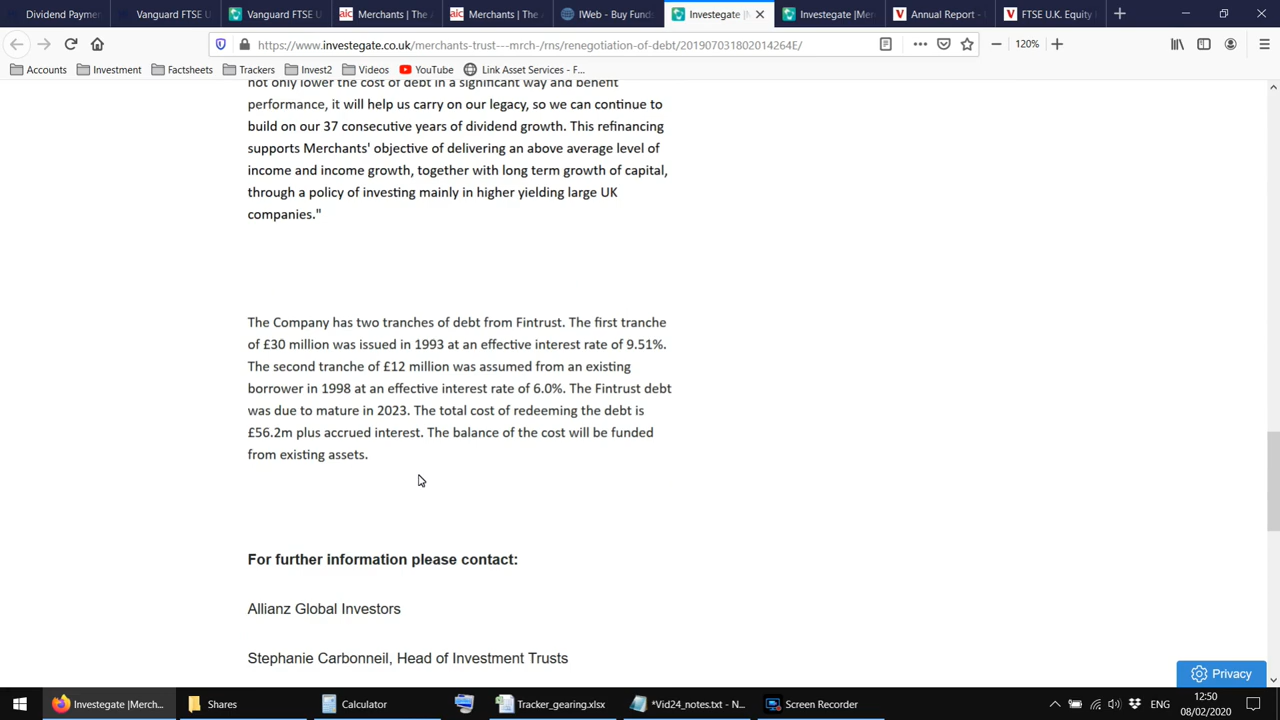 Dividend Paymen
Vanguard FTSE U
Vanguard FTSE U
aic Merchants | The A
aic Merchants | The A
IWeb - Buy Fund
Investegate |M
Investegate |Mer
Annual Report -
FTSE U.K. Equity
https://www.investegate.co.uk/merchants-trust---mrch-/rns/renegotiation-of-debt/201907031802014264E/
120%
Accounts Investment Factsheets Trackers Invest2 Videos YouTube Link Asset Services - F...
not only lower the cost of debt in a significant way and benefit
performance, it will help us carry on our legacy, so we can continue to
build on our 37 consecutive years of dividend growth. This refinancing
supports Merchants' objective of delivering an above average level of
income and income growth, together with long term growth of capital,
through a policy of investing mainly in higher yielding large UK
companies."
The Company has two tranches of debt from Fintrust. The first tranche
of £30 million was issued in 1993 at an effective interest rate of 9.51%.
The second tranche of £12 million was assumed from an existing
borrower in 1998 at an effective interest rate of 6.0%. The Fintrust debt
was due to mature in 2023. The total cost of redeeming the debt is
£56.2m plus accrued interest. The balance of the cost will be funded
from existing assets.
For further information please contact:
Allianz Global Investors
Stephanie Carbonneil, Head of Investment Trusts
Privacy
Investegate |Merch...
Shares
Calculator
Tracker_gearing.xlsx
*Vid24_notes.txt - N...
Screen Recorder
ENG
12:50
08/02/2020